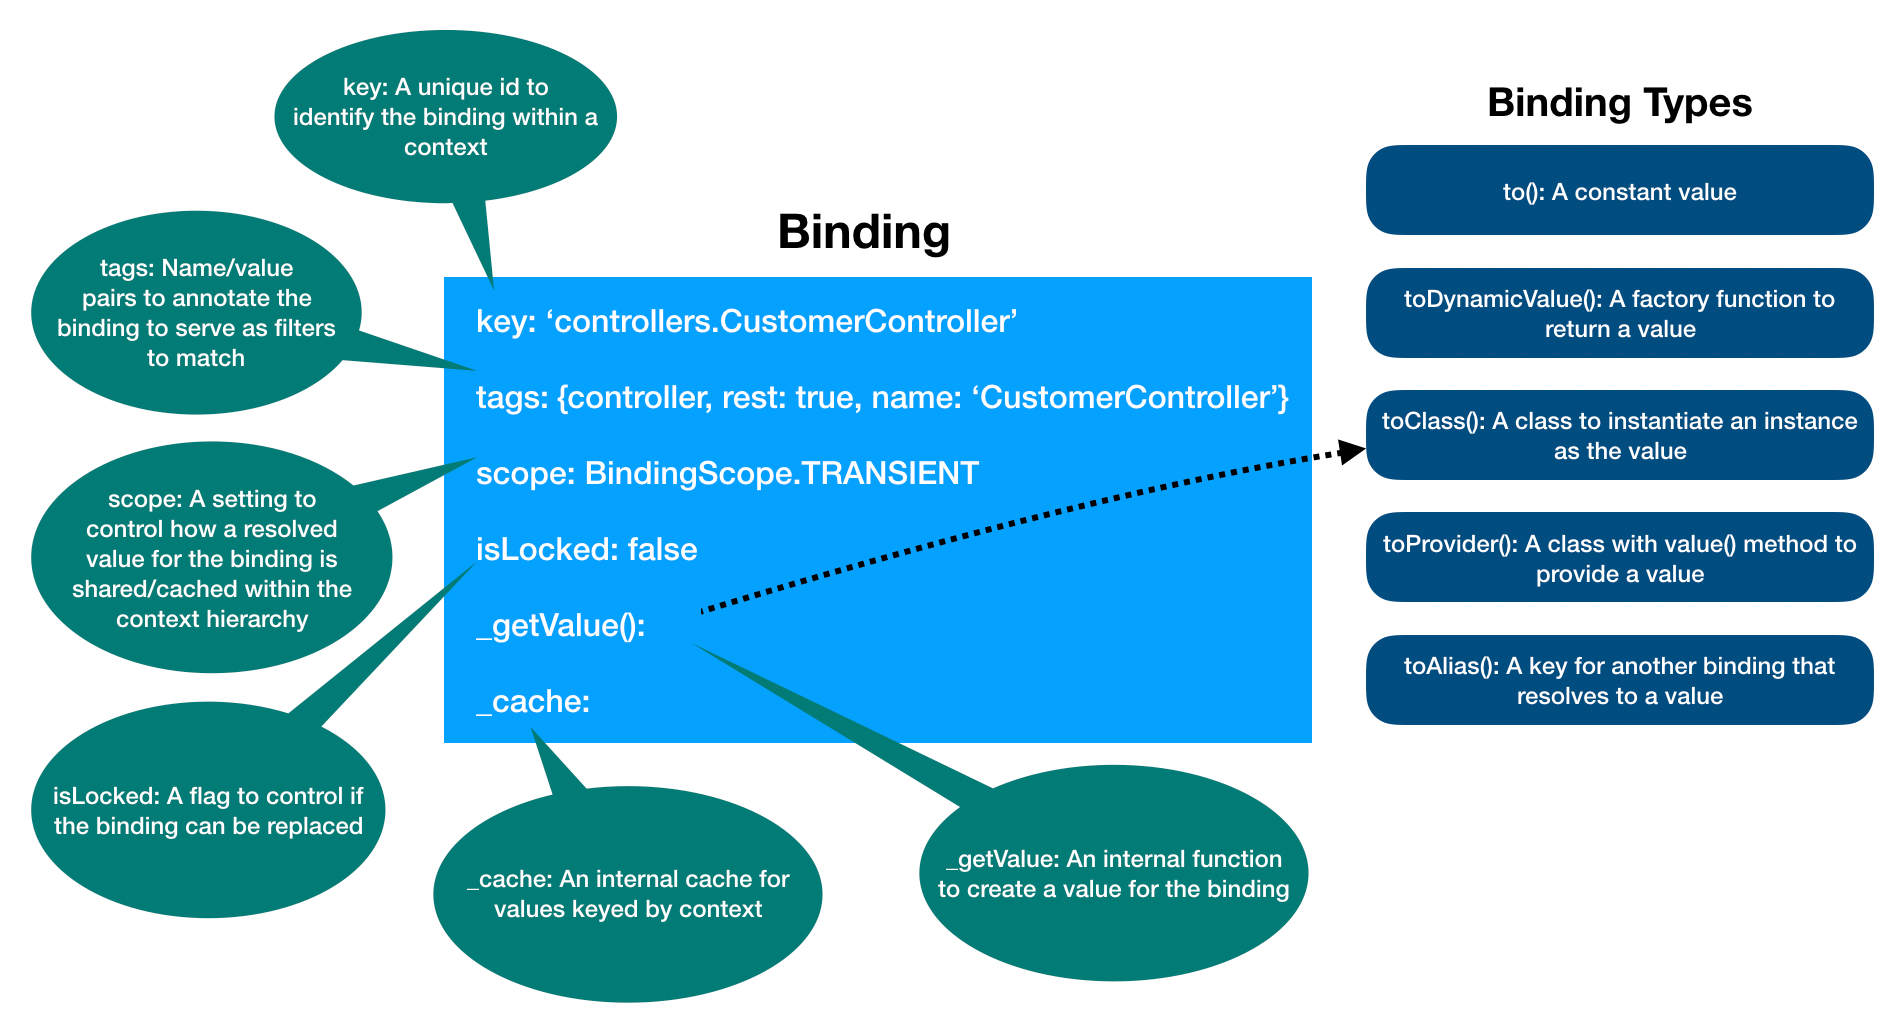 key: A unique id to
identify the binding within a
context
tags: Name/value
pairs to annotate the
binding to serve as filters
to match
scope: A setting to
control how a resolved
value for the binding is
shared/cached within the
context hierarchy
isLocked: A flag to control if
the binding can be replaced
Binding
key: ‘controllers.CustomerController’
tags: {controller, rest: true, name: ‘CustomerController’}
scope: BindingScope.TRANSIENT
isLocked: false
_getValue():
_cache:
_cache: An internal cache for
values keyed by context
_getValue: An internal function
to create a value for the binding
Binding Types
to(): A constant value
toDynamicValue(): A factory function to
return a value
toClass(): A class to instantiate an instance
as the value
toProvider(): A class with value() method to
provide a value
toAlias(): A key for another binding that
resolves to a value